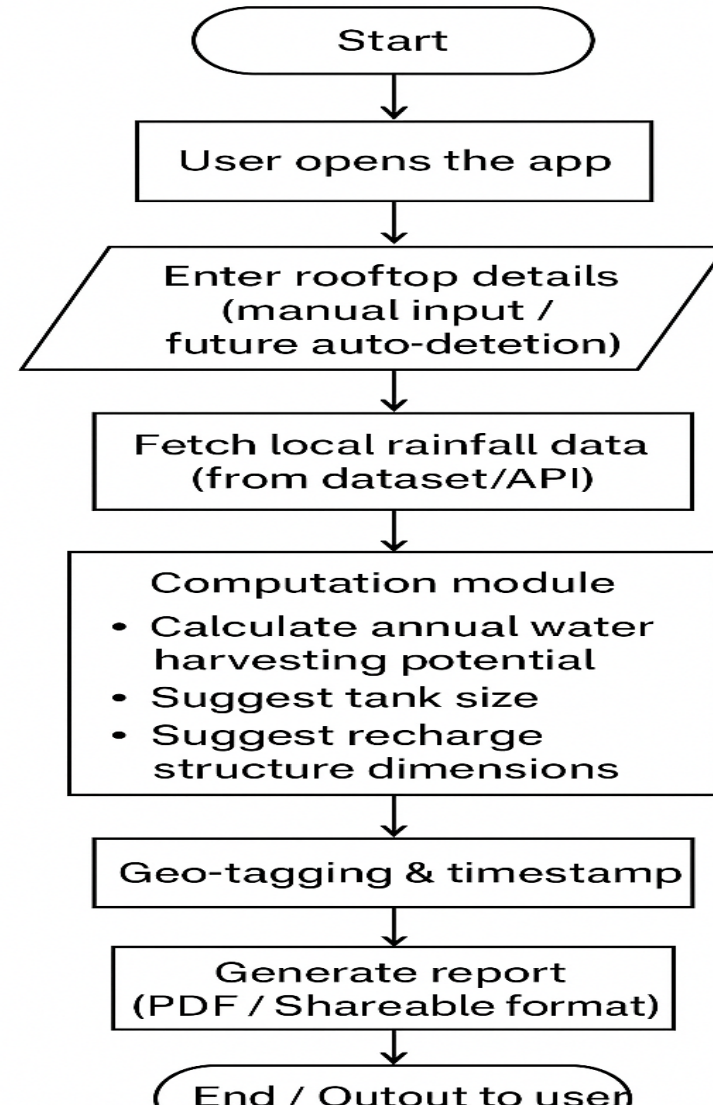 Start
User opens the app
Enter rooftop details
(manual input /
future auto-detetion)
Fetch local rainfall data
(from dataset/API)
Computation module
• Calculate annual water
harvesting potential
• Suggest tank size
• Suggest recharge
structure dimensions
Geo-tagging & timestamp
Generate report
(PDF / Shareable format)
End / Outout to user